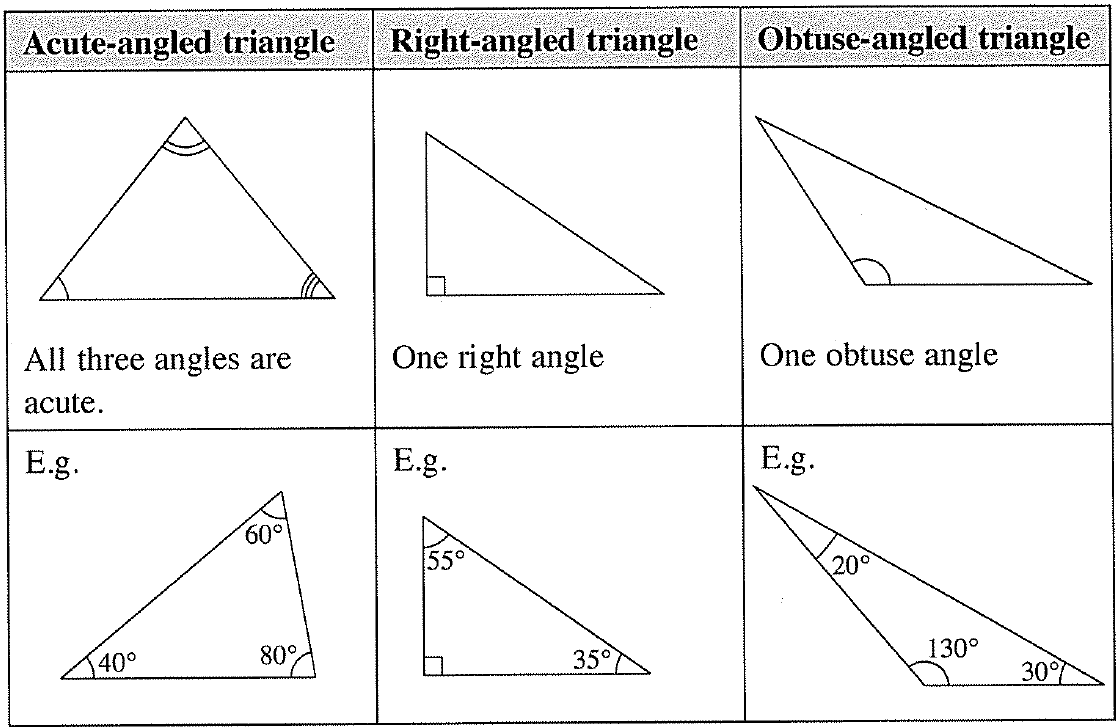 Acute-angled triangle
Right-angled triangle
Obtuse-angled triangle
All three angles are
acute.
One right angle
One obtuse angle
E.g.
60°
40°
80°
E.g.
55°
35°
E.g.
20°
130°
30°